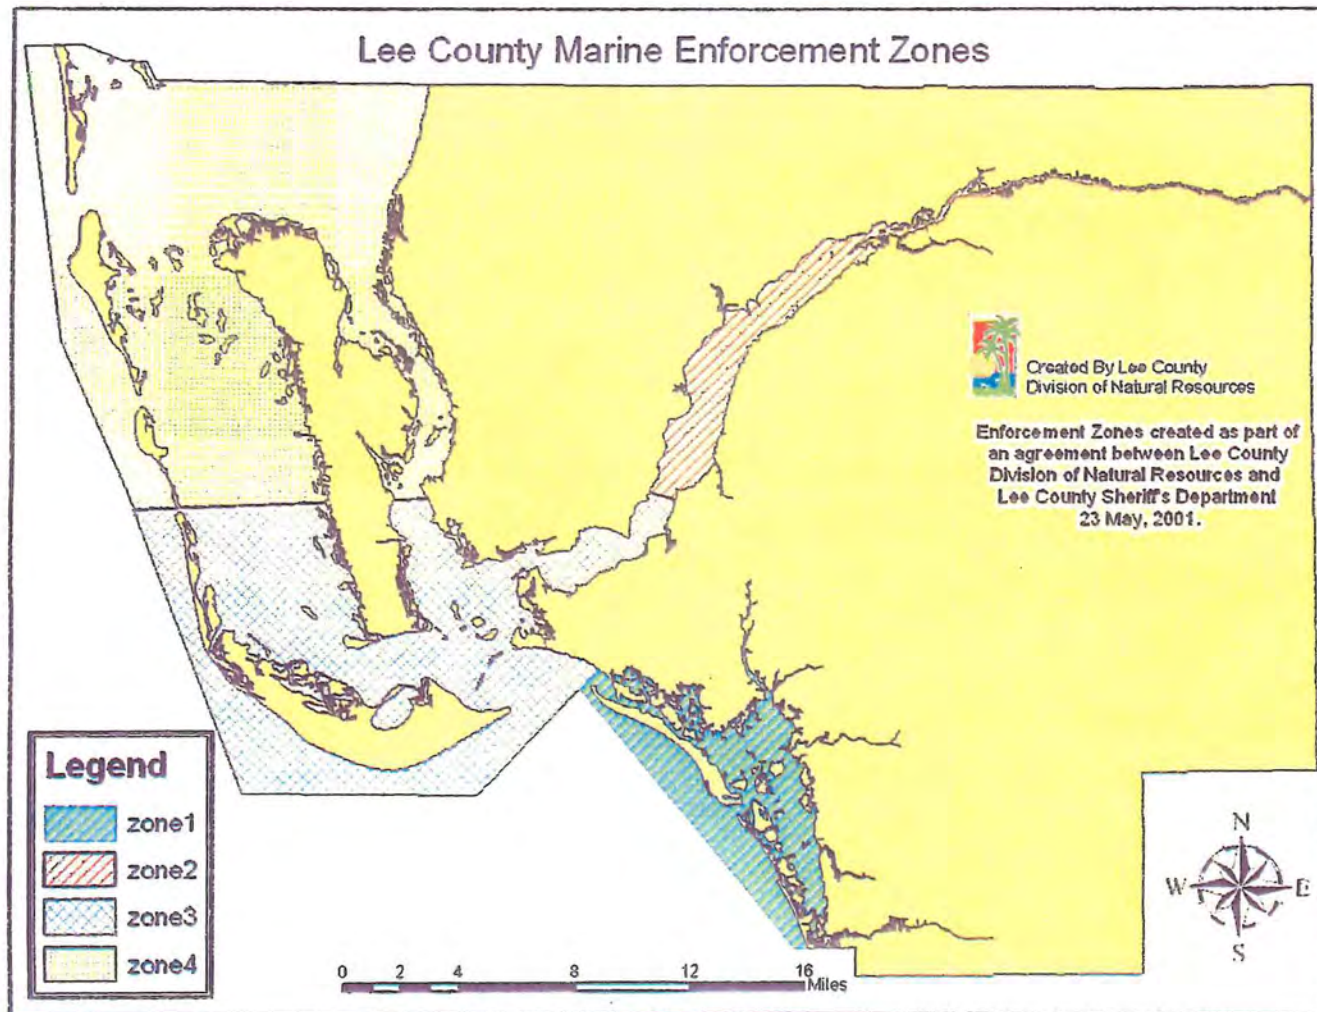 Lee County Marine Enforcement Zones
Created By Lee County
Division of Natural Resources
Enforcement Zones created as part of
an agreement between Lee County
Division of Natural Resources and
Lee County Sheriff's Department
23 May, 2001.
Legend
zone1
zone2
zone3
zone4
0 2 4 8 12 16
Miles
N
W E
S